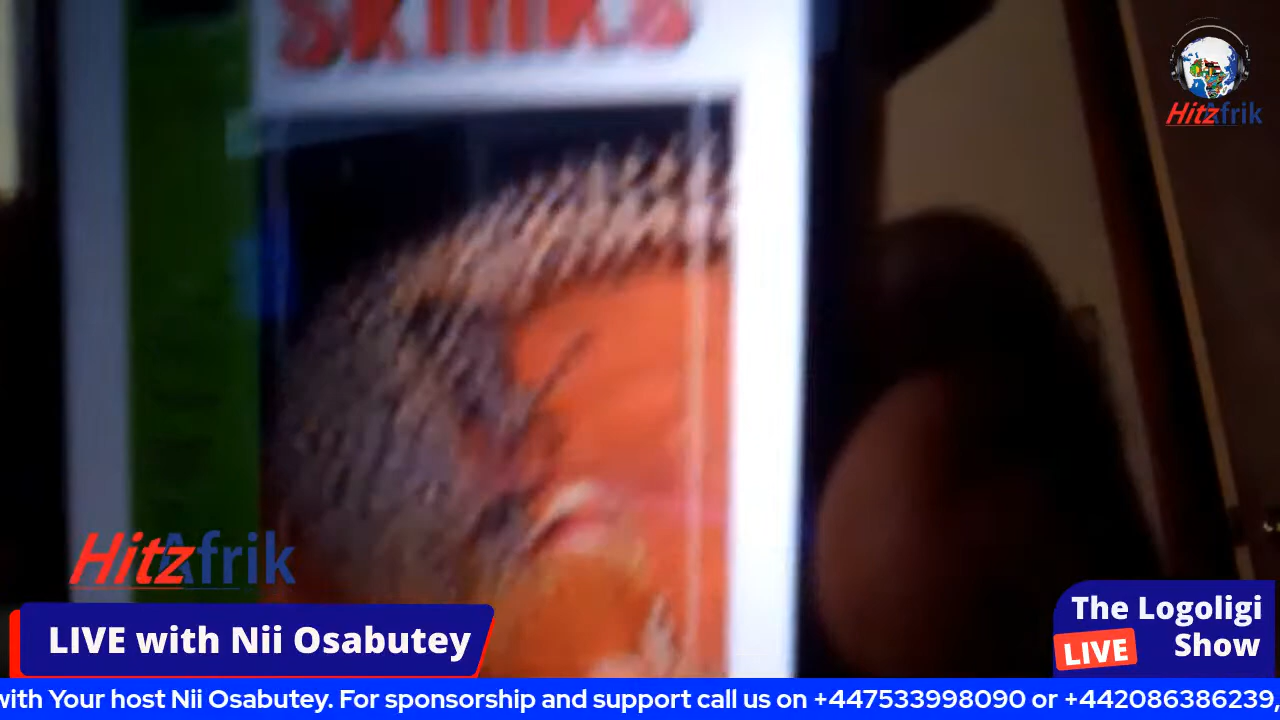 HitzAfrik
HitzAfrik
LIVE with Nii Osabutey
The Logoligi
LIVE Show
with Your host Nii Osabutey. For sponsorship and support call us on +447533998090 or +442086386239,